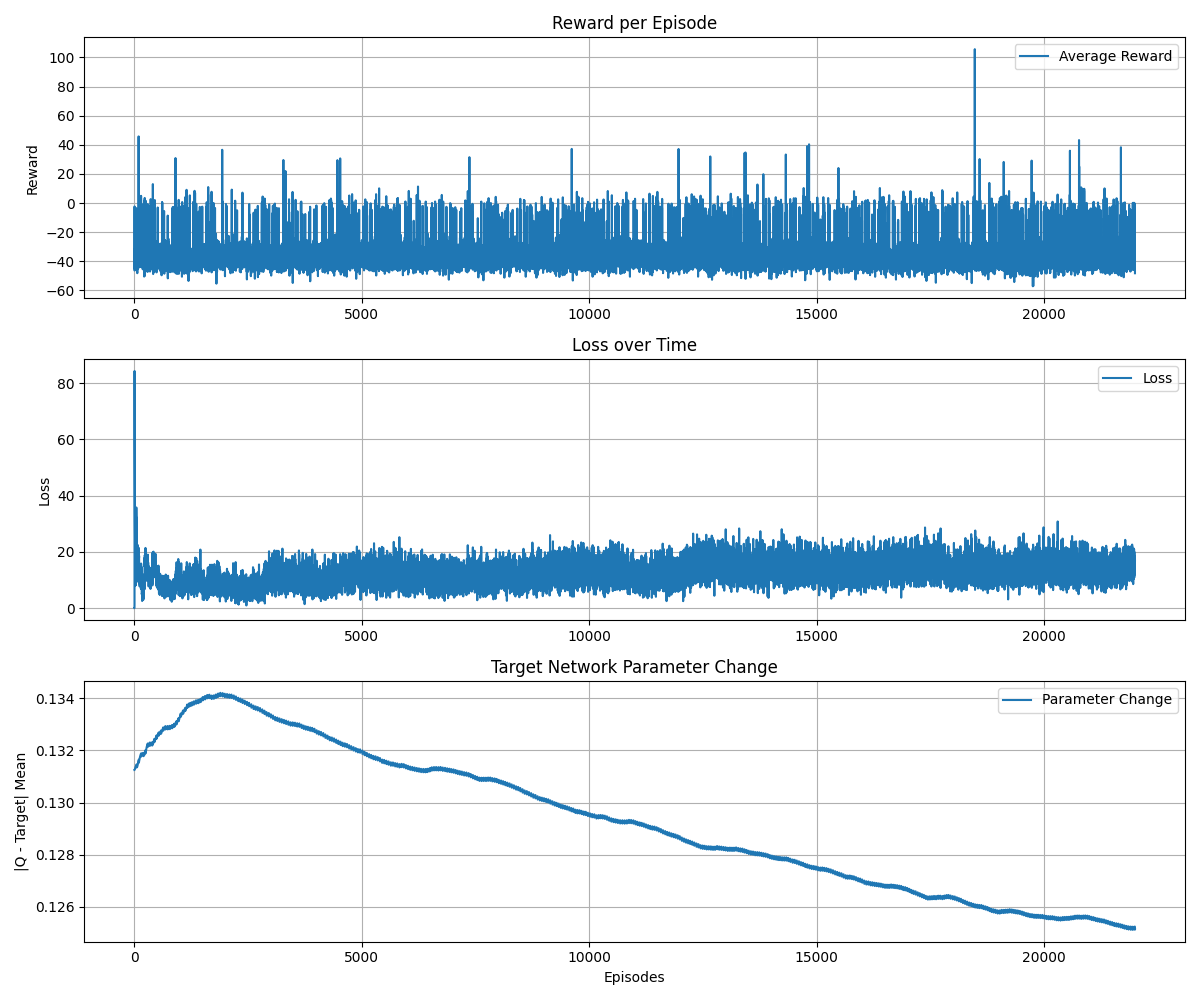 Reward per Episode
Average Reward
Reward
100
80
60
40
20
0
−20
−40
−60
0 5000 10000 15000 20000
Loss over Time
Loss
Loss
80
60
40
20
0
0 5000 10000 15000 20000
Target Network Parameter Change
Parameter Change
|Q - Target| Mean
0.134
0.132
0.130
0.128
0.126
0 5000 10000 15000 20000
Episodes